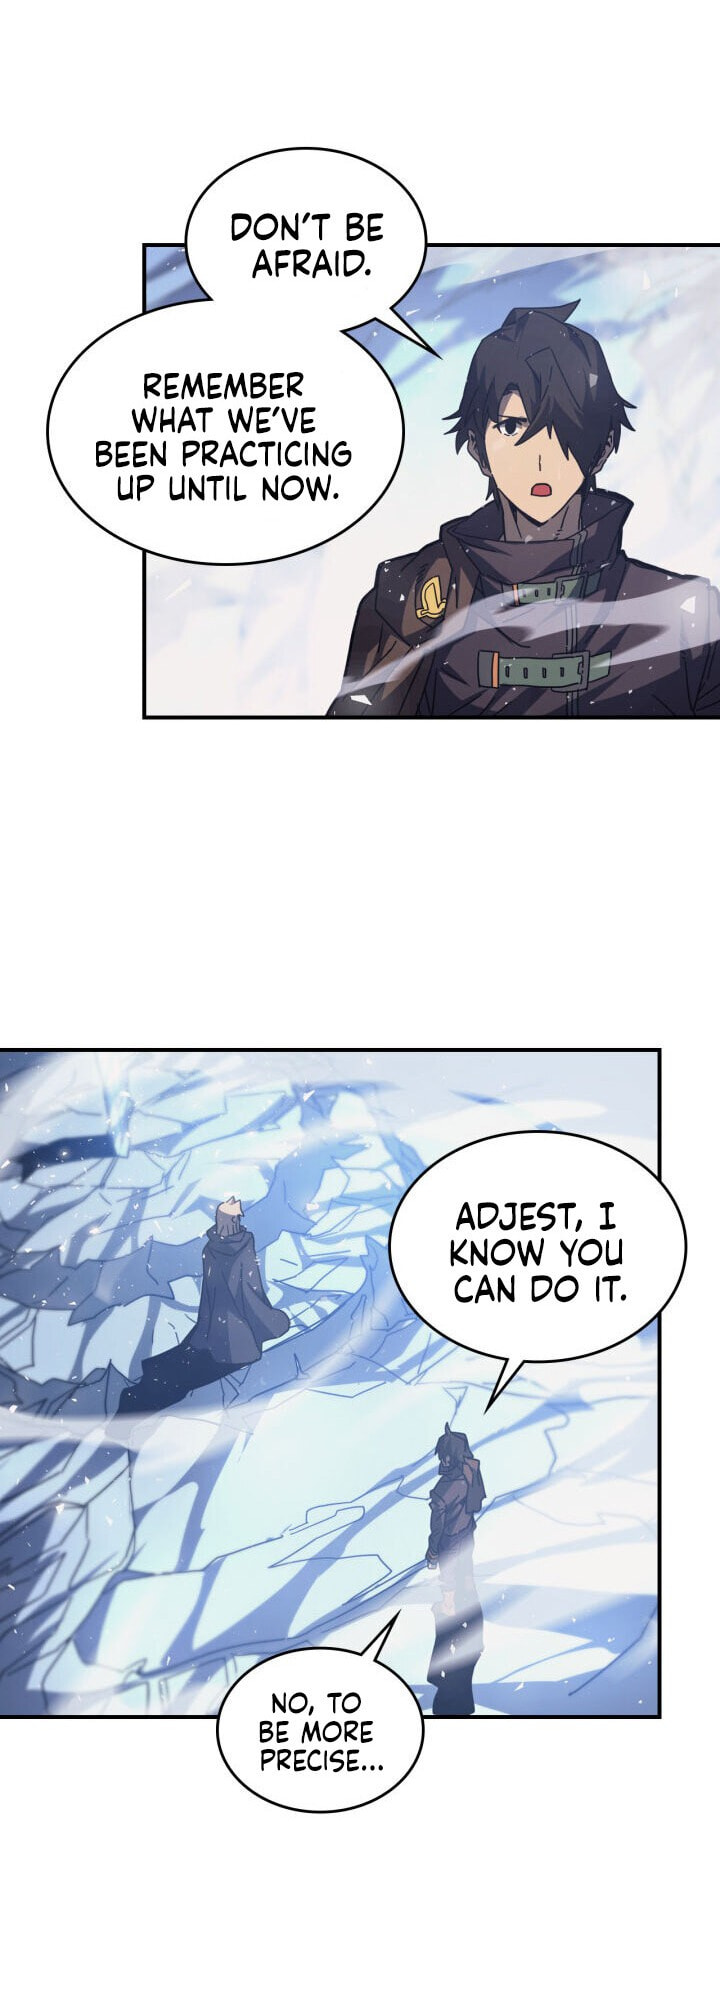 DON'T BE
AFRAID.
REMEMBER
WHAT WE'VE
BEEN PRACTICING
UP UNTIL NOW.
ADJEST, I
KNOW YOU
CAN DO IT.
NO, TO
BE MORE
PRECISE...